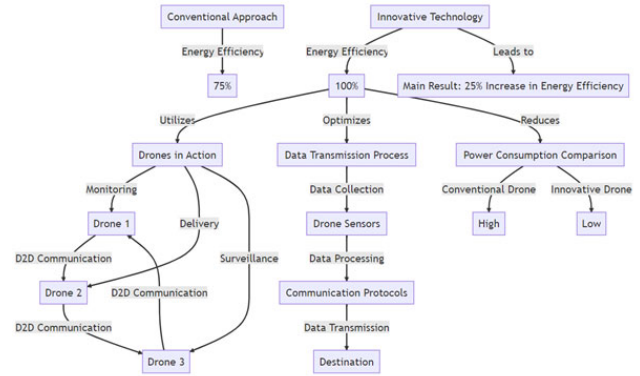 Conventional Approach
Innovative Technology
Energy Efficiency
Energy Efficiency
Leads to
75%
100%
Main Result: 25% Increase in Energy Efficiency
Utilizes
Optimizes
Reduces
Drones in Action
Data Transmission Process
Power Consumption Comparison
Monitoring
Data Collection
Conventional Drone
Innovative Drone
Drone 1
Delivery
Drone Sensors
High
Low
D2D Communication
Surveillance
Data Processing
Drone 2
D2D Communication
Communication Protocols
D2D Communication
Data Transmission
Drone 3
Destination